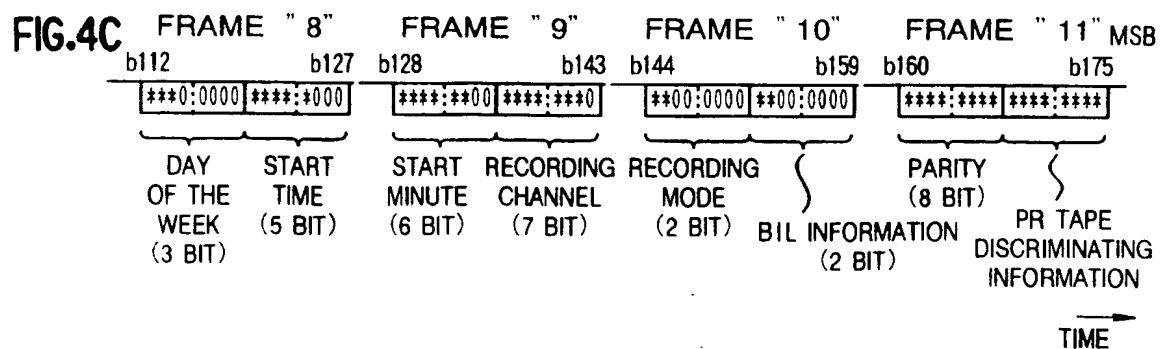 FIG.4C FRAME "8" FRAME "9" FRAME "10" FRAME "11" MSB
b112 b127 b128 b143 b144 b159 b160 b175
***0:0000 ****:*000 ****:**00 ****:***0 **00:0000 **00:0000 ****:**** ****:****
DAY OF THE WEEK (3 BIT)
START TIME (5 BIT)
START MINUTE (6 BIT)
RECORDING CHANNEL (7 BIT)
RECORDING MODE (2 BIT)
BIL INFORMATION (2 BIT)
PARITY (8 BIT)
PR TAPE DISCRIMINATING INFORMATION
TIME